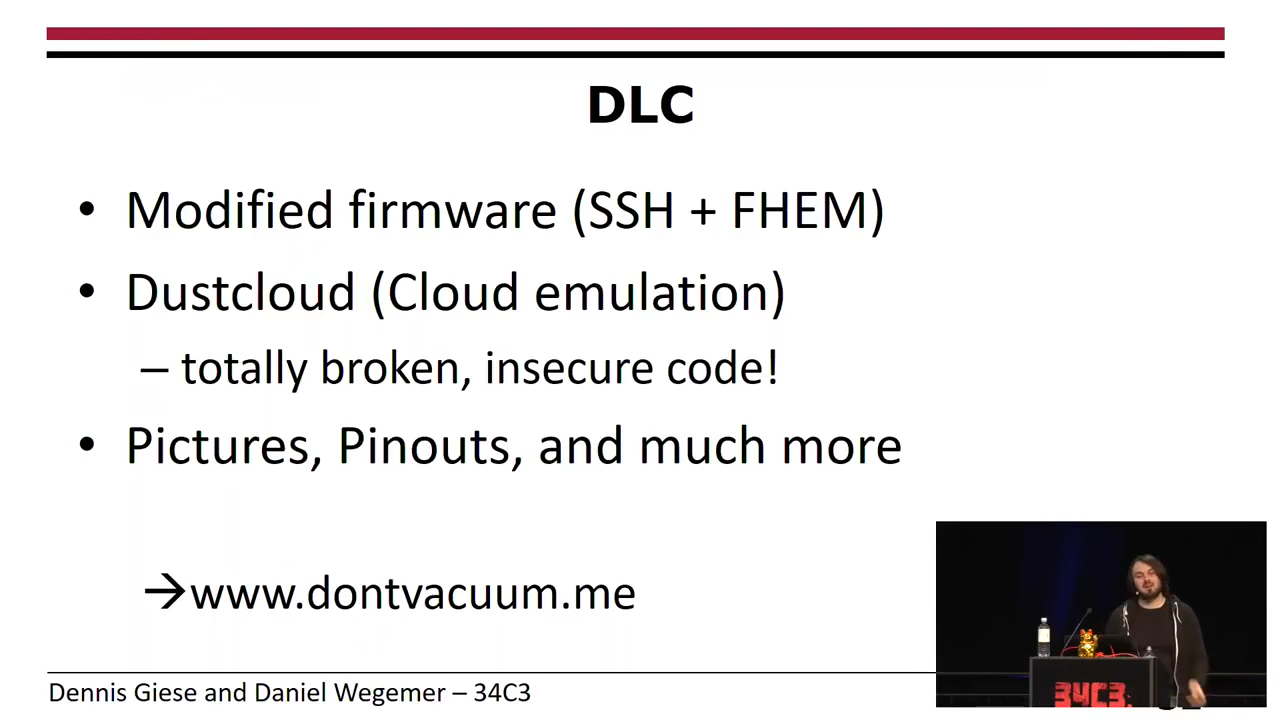 DLC
• Modified firmware (SSH + FHEM)
• Dustcloud (Cloud emulation)
– totally broken, insecure code!
• Pictures, Pinouts, and much more
→www.dontvacuum.me
Dennis Giese and Daniel Wegemer – 34C3
34C3